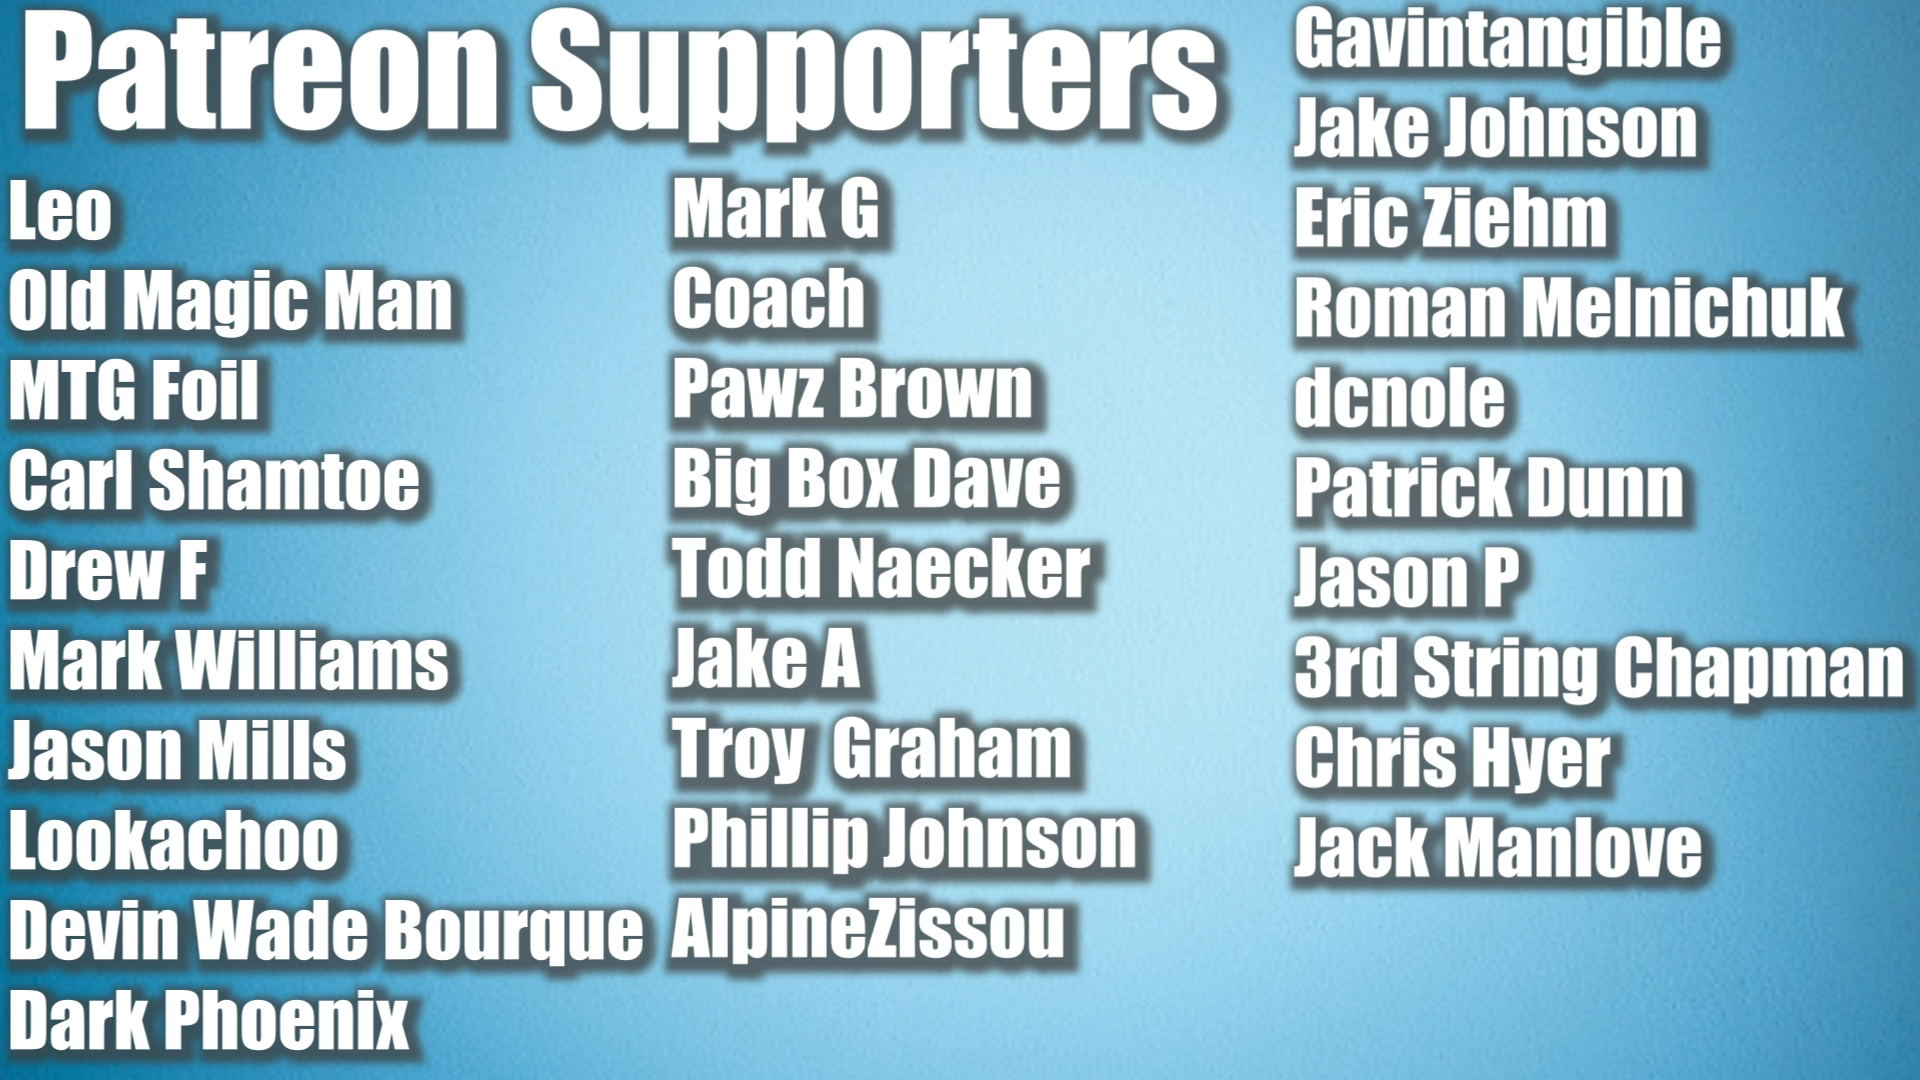 Patreon Supporters
Leo
Old Magic Man
MTG Foil
Carl Shamtoe
Drew F
Mark Williams
Jason Mills
Lookachoo
Devin Wade Bourque
Dark Phoenix
Mark G
Coach
Pawz Brown
Big Box Dave
Todd Naecker
Jake A
Troy  Graham
Phillip Johnson
AlpineZissou
Gavintangible
Jake Johnson
Eric Ziehm
Roman Melnichuk
dcnole
Patrick Dunn
Jason P
3rd String Chapman
Chris Hyer
Jack Manlove